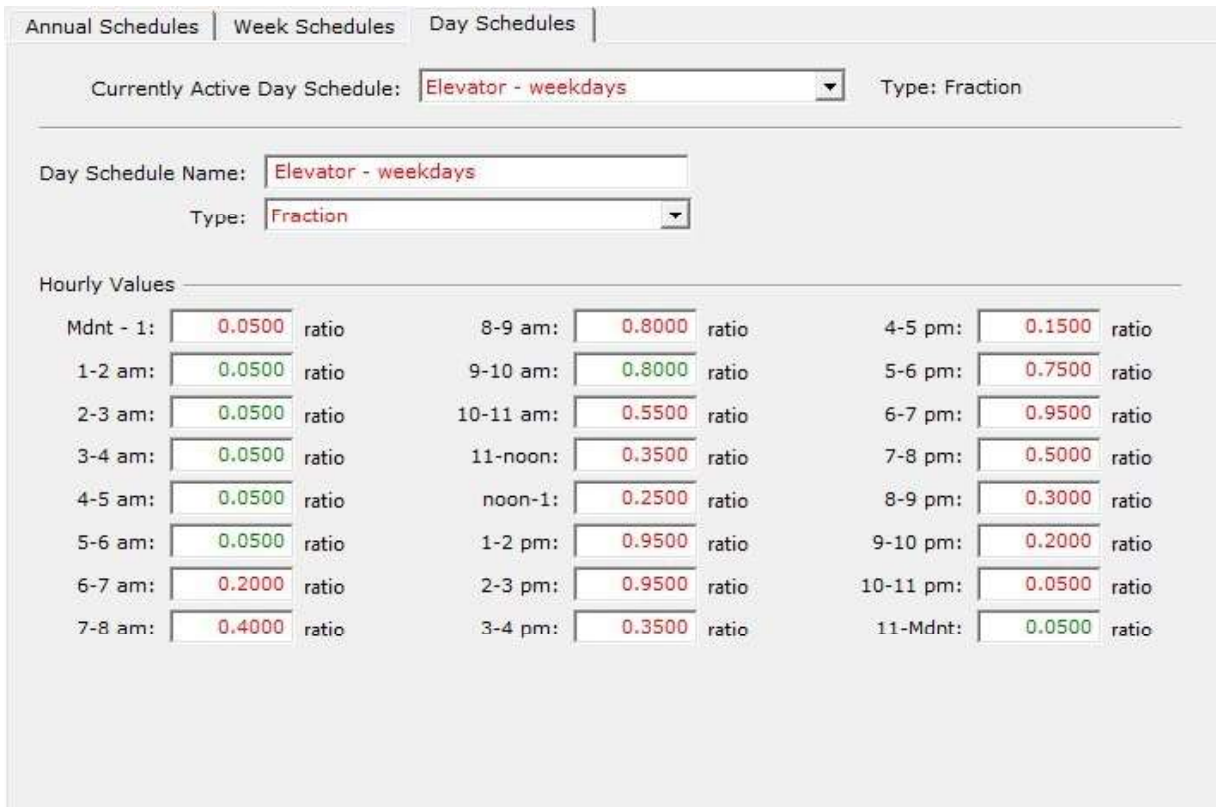 Annual Schedules Week Schedules Day Schedules
Currently Active Day Schedule: Elevator - weekdays Type: Fraction
Day Schedule Name: Elevator - weekdays
Type: Fraction
Hourly Values
Mdnt - 1: 0.0500 ratio 8-9 am: 0.8000 ratio 4-5 pm: 0.1500 ratio
1-2 am: 0.0500 ratio 9-10 am: 0.8000 ratio 5-6 pm: 0.7500 ratio
2-3 am: 0.0500 ratio 10-11 am: 0.5500 ratio 6-7 pm: 0.9500 ratio
3-4 am: 0.0500 ratio 11-noon: 0.3500 ratio 7-8 pm: 0.5000 ratio
4-5 am: 0.0500 ratio noon-1: 0.2500 ratio 8-9 pm: 0.3000 ratio
5-6 am: 0.0500 ratio 1-2 pm: 0.9500 ratio 9-10 pm: 0.2000 ratio
6-7 am: 0.2000 ratio 2-3 pm: 0.9500 ratio 10-11 pm: 0.0500 ratio
7-8 am: 0.4000 ratio 3-4 pm: 0.3500 ratio 11-Mdnt: 0.0500 ratio